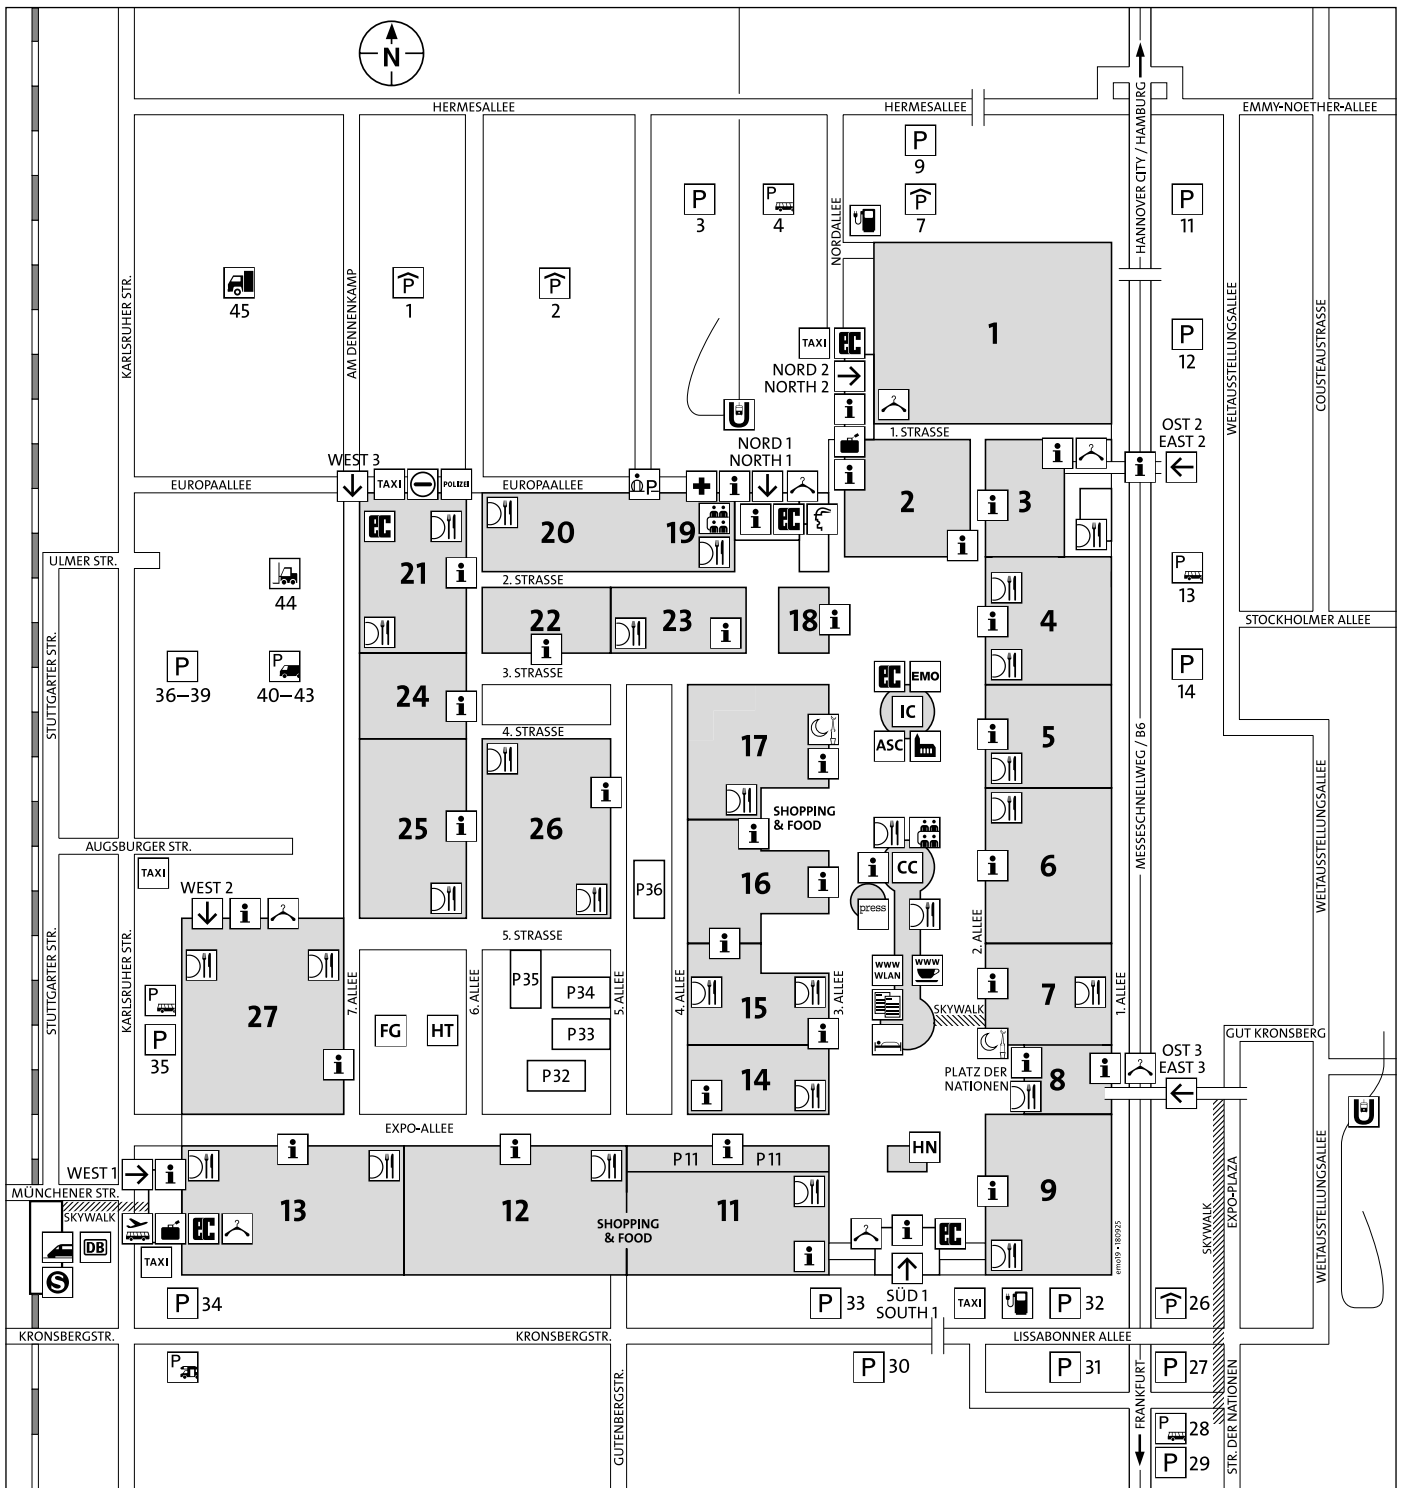 N
HERMESALLEE
HERMESALLEE
EMMY-NOETHER-ALLEE
HANNOVER CITY / HAMBURG
P
9
P
3
P
4
P
7
P
11
NORDALLEE
KARLSRUHER STR.
AM DENNENKAMP
45
P
1
P
2
1
P
12
WELTAUSSTELLUNGSALLEE
COUSTEAUSTRASSE
TAXI
ec
NORD 2
NORTH 2
i
U
i
1. STRASSE
OST 2
EAST 2
NORD 1
NORTH 1
WEST 3
TAXI
POLIZEI
EUROPAALLEE
EUROPAALLEE
P
i
i
i
i
ec
20
19
i
ec
2
i
3
i
21
i
2. STRASSE
ULMER STR.
44
P
13
22
23
18
4
i
i
i
i
i
STOCKHOLMER ALLEE
STUTTGARTER STR.
3. STRASSE
P
36–39
P
40–43
P
14
24
i
ec
EMO
IC
ASC
4. STRASSE
17
i
i
5
MESSESCHNELLWEG / B6
25
i
26
i
SHOPPING
& FOOD
i
WELTAUSSTELLUNGSALLEE
AUGSBURGER STR.
TAXI
WEST 2
i
P36
16
i
i
CC
press
i
6
5. STRASSE
i
2. ALLEE
STUTTGARTER STR.
KARLSRUHER STR.
P
P
35
27
i
7. ALLEE
FG
HT
6. ALLEE
P35
P34
P33
P32
5. ALLEE
4. ALLEE
15
3. ALLEE
i
WWW
WLAN
WWW
SKYWALK
i
7
1. ALLEE
GUT KRONSBERG
PLATZ DER
NATIONEN
i
8
i
OST 3
EAST 3
14
i
U
EXPO-ALLEE
HN
WEST 1
i
i
i
P11
i
P11
MÜNCHENER STR.
SKYWALK
13
12
11
i
9
SHOPPING
& FOOD
DB
S
ec
TAXI
i
i
ec
emo19 • 180925
SKYWALK
EXPO-PLAZA
WELTAUSSTELLUNGSALLEE
SÜD 1
SOUTH 1
P 34
P 33
TAXI
P 32
P 26
KRONSBERGSTR.
KRONSBERGSTR.
LISSABONNER ALLEE
P
P 30
P 31
P 27
GUTENBERGSTR.
FRANKFURT
P 28
P 29
STR. DER NATIONEN